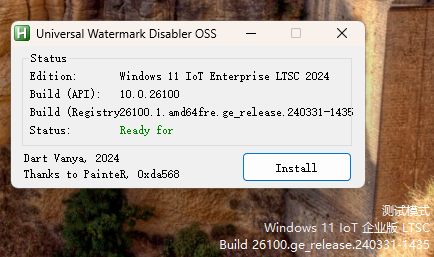 Universal Watermark Disabler OSS
Status
Edition: Windows 11 IoT Enterprise LTSC 2024
Build (API): 10.0.26100
Build (Registry 26100.1.amd64fre.ge_release.240331-1435
Status: Ready for
Dart Vanya, 2024
Thanks to PainteR, 0xda568
Install
测试模式
Windows 11 IoT 企业版 LTSC
Build 26100.ge_release.240331-1435